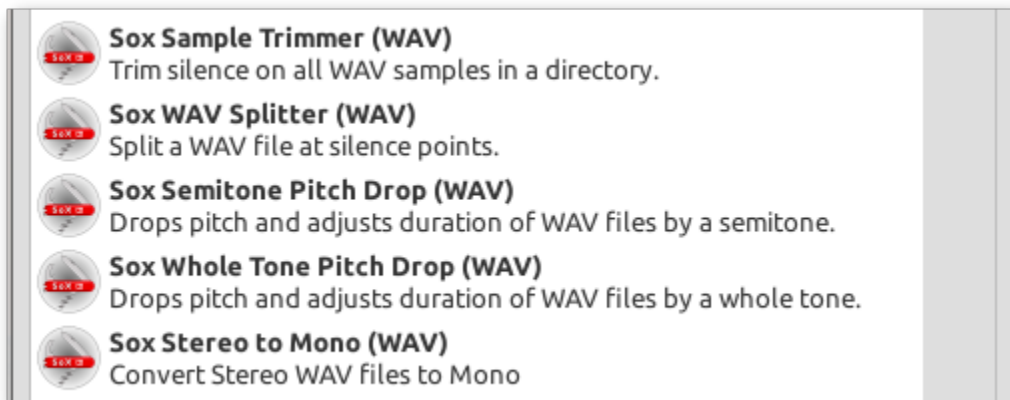 Sox Sample Trimmer (WAV)
Trim silence on all WAV samples in a directory.
Sox WAV Splitter (WAV)
Split a WAV file at silence points.
Sox Semitone Pitch Drop (WAV)
Drops pitch and adjusts duration of WAV files by a semitone.
Sox Whole Tone Pitch Drop (WAV)
Drops pitch and adjusts duration of WAV files by a whole tone.
Sox Stereo to Mono (WAV)
Convert Stereo WAV files to Mono